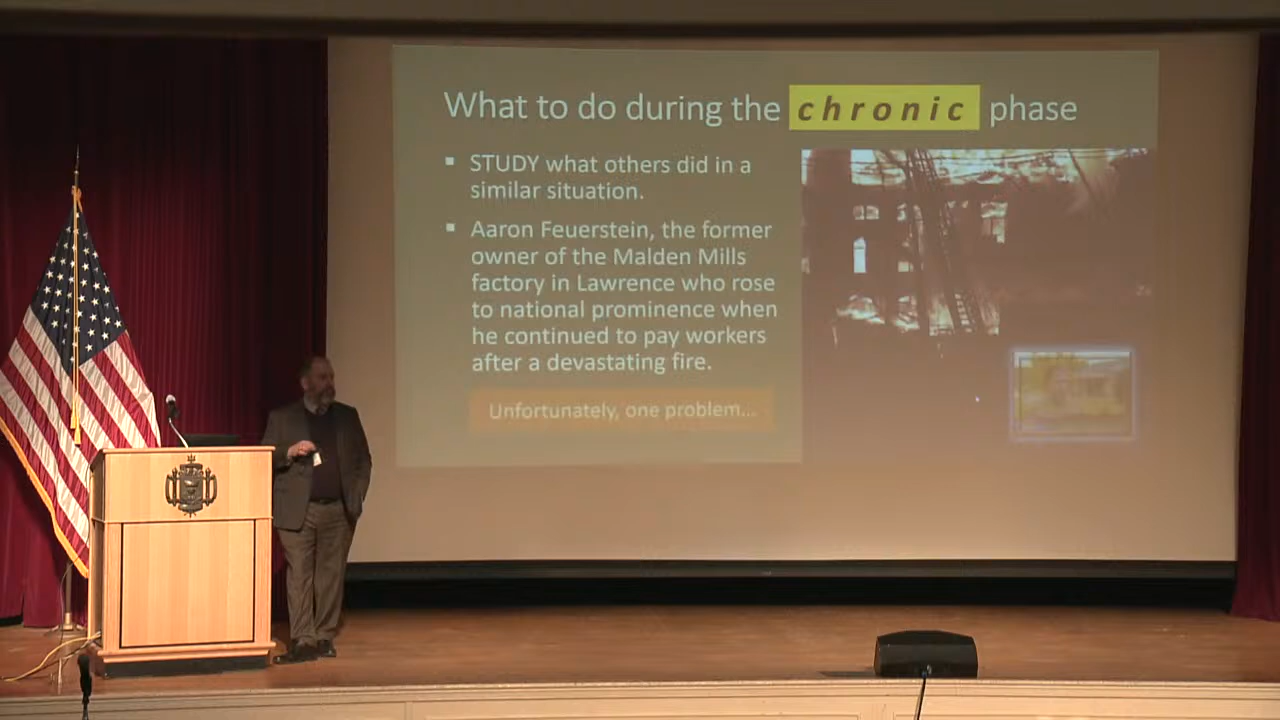 What to do during the chronic phase
▪ STUDY what others did in a
similar situation.
▪ Aaron Feuerstein, the former
owner of the Malden Mills
factory in Lawrence who rose
to national prominence when
he continued to pay workers
after a devastating fire.
Unfortunately, one problem...